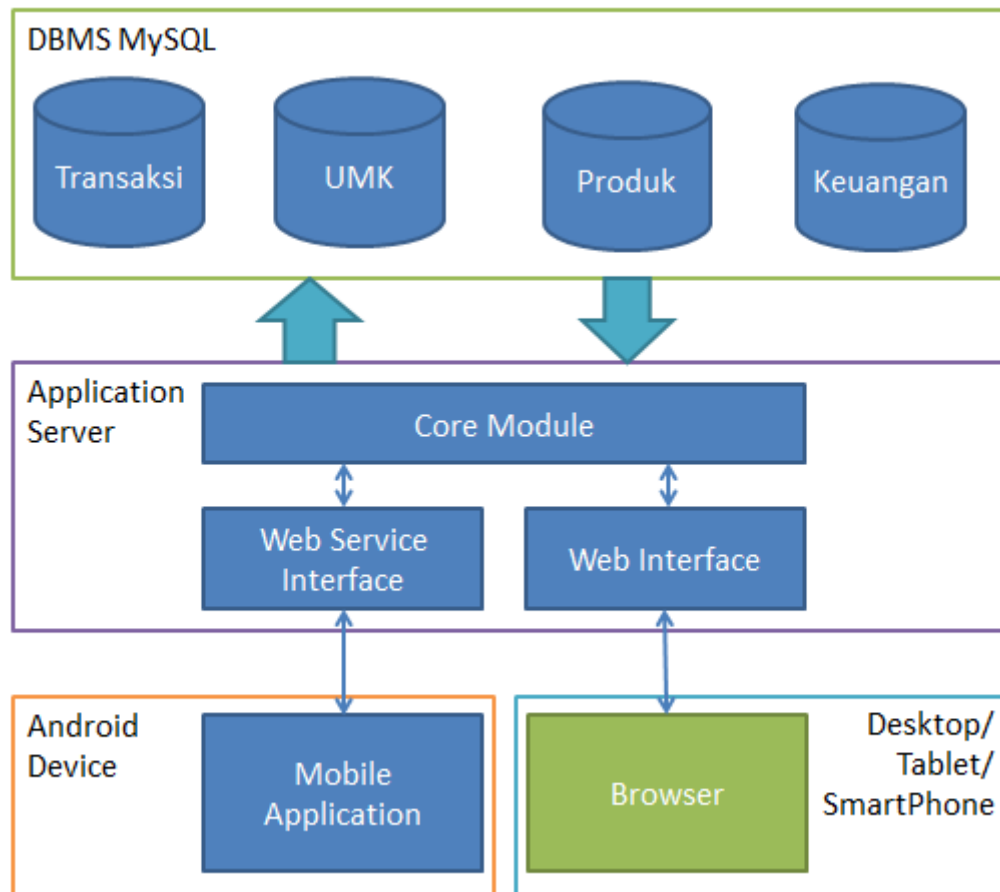 DBMS MySQL
Transaksi
UMK
Produk
Keuangan
Application
Server
Core Module
Web Service
Interface
Web Interface
Android
Device
Mobile
Application
Browser
Desktop/
Tablet/
SmartPhone